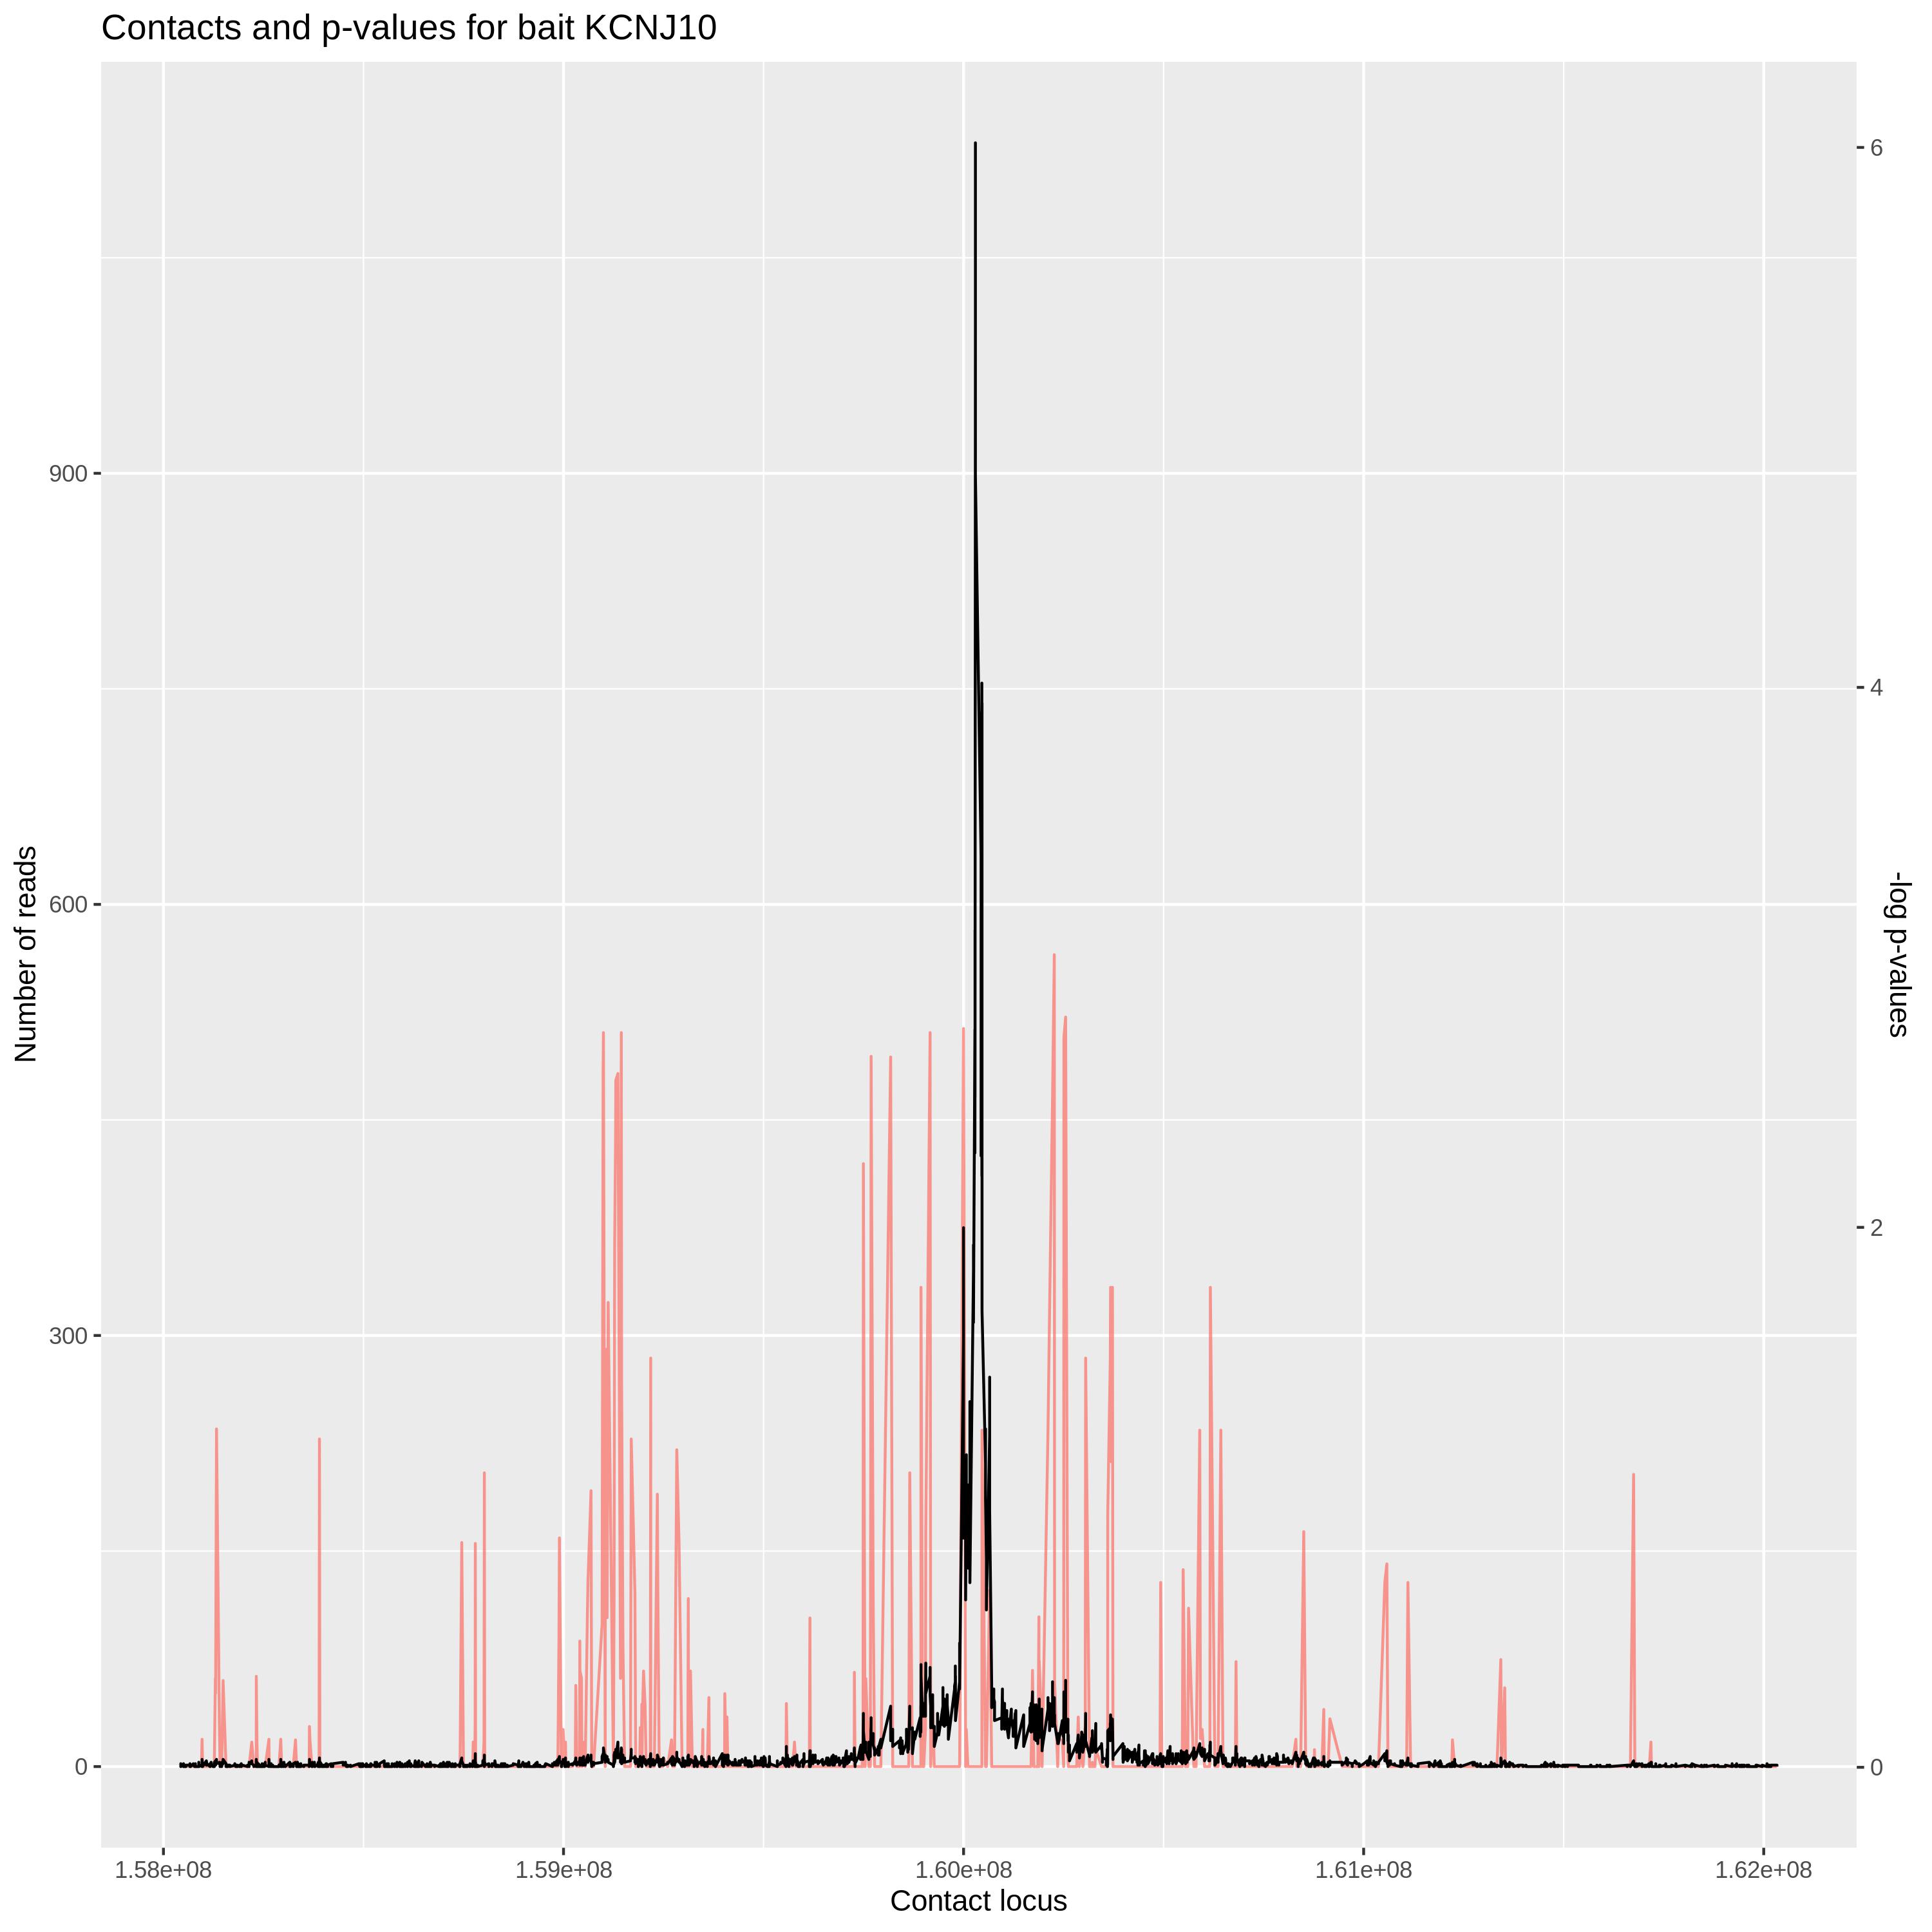 Contacts and p-values for bait KCNJ10
Number of reads
900
600
300
0
6
4
2
0
-log p-values
1.58e+08
1.59e+08
1.60e+08
1.61e+08
1.62e+08
Contact locus